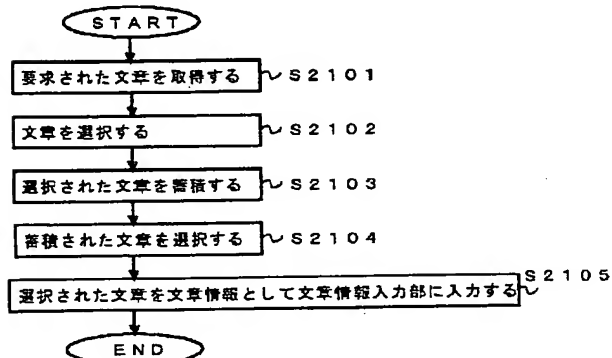 START
要求された文章を取得する S2101
文章を選択する S2102
選択された文章を蓄積する S2103
蓄積された文章を選択する S2104
S2105
選択された文章を文章情報として文章情報入力部に入力する
END